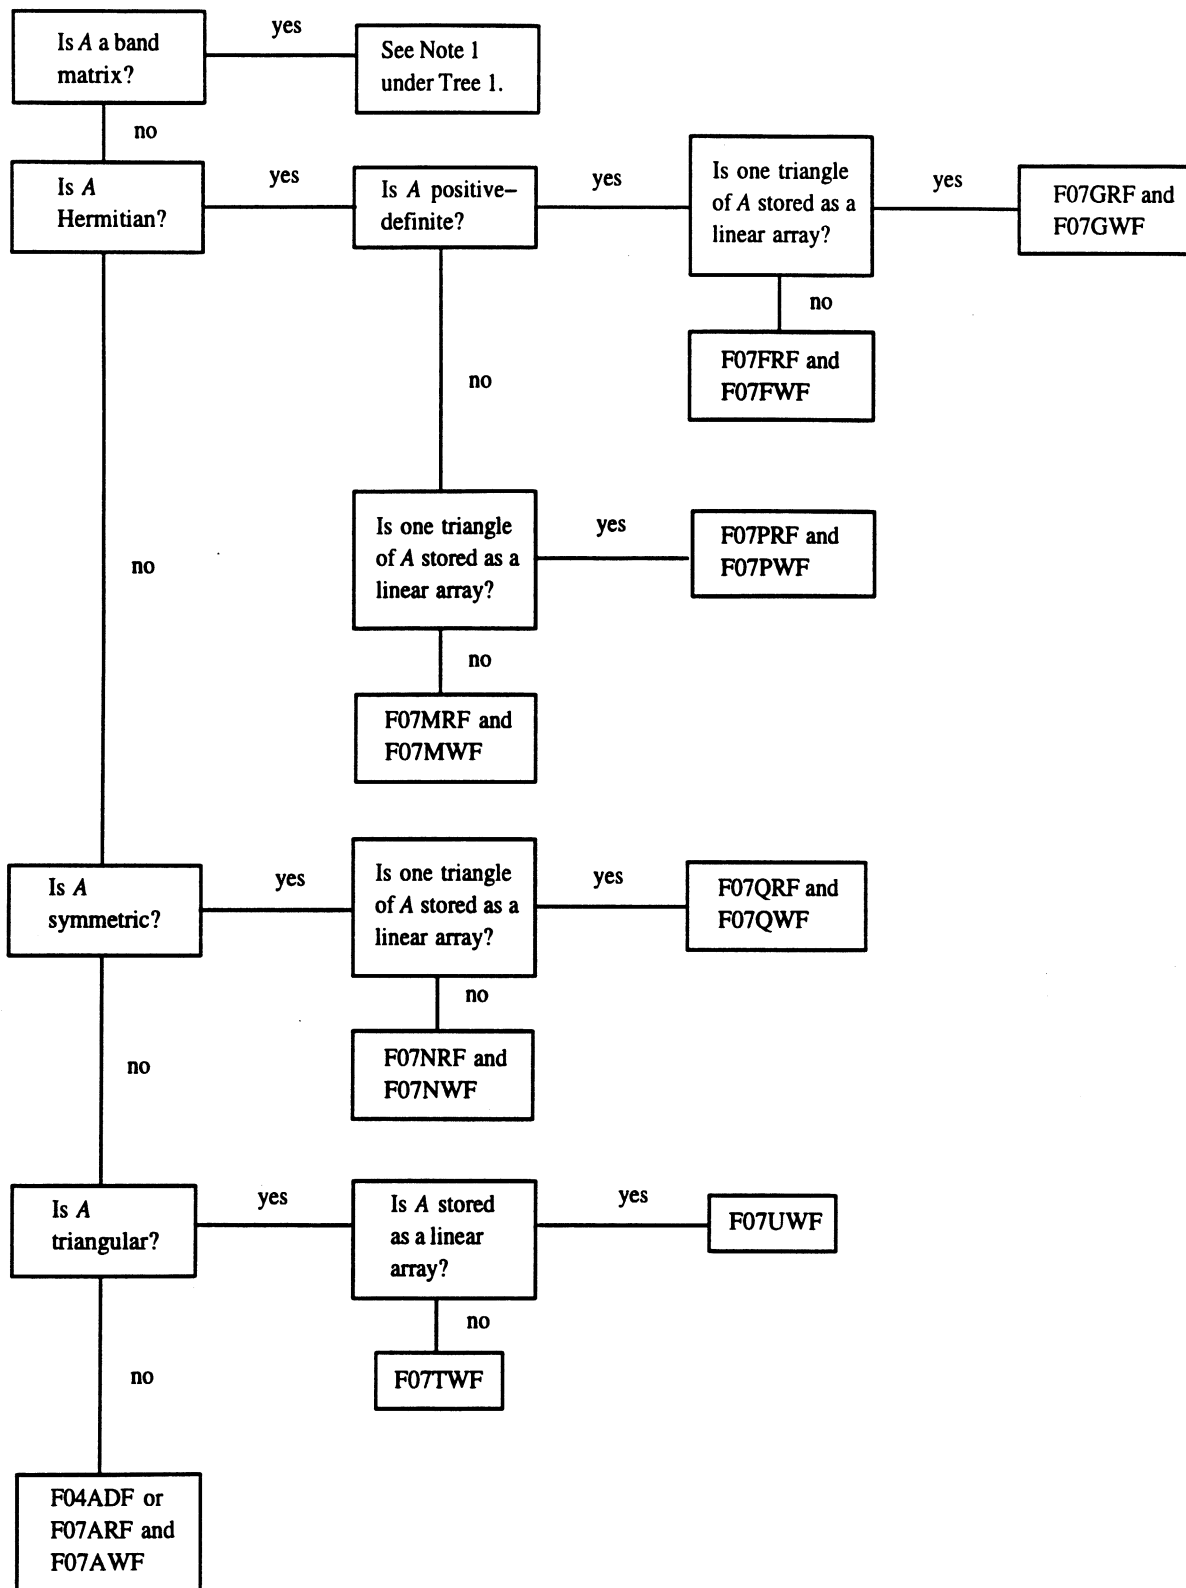 Is A a band
matrix?
yes
See Note 1
under Tree 1.
no
Is A
Hermitian?
yes
Is A positive–
definite?
yes
Is one triangle
of A stored as a
linear array?
yes
F07GRF and
F07GWF
no
F07FRF and
F07FWF
no
Is one triangle
of A stored as a
linear array?
yes
F07PRF and
F07PWF
no
F07MRF and
F07MWF
no
Is A
symmetric?
yes
Is one triangle
of A stored as a
linear array?
yes
F07QRF and
F07QWF
no
F07NRF and
F07NWF
no
Is A
triangular?
yes
Is A stored
as a linear
array?
yes
F07UWF
no
F07TWF
no
F04ADF or
F07ARF and
F07AWF